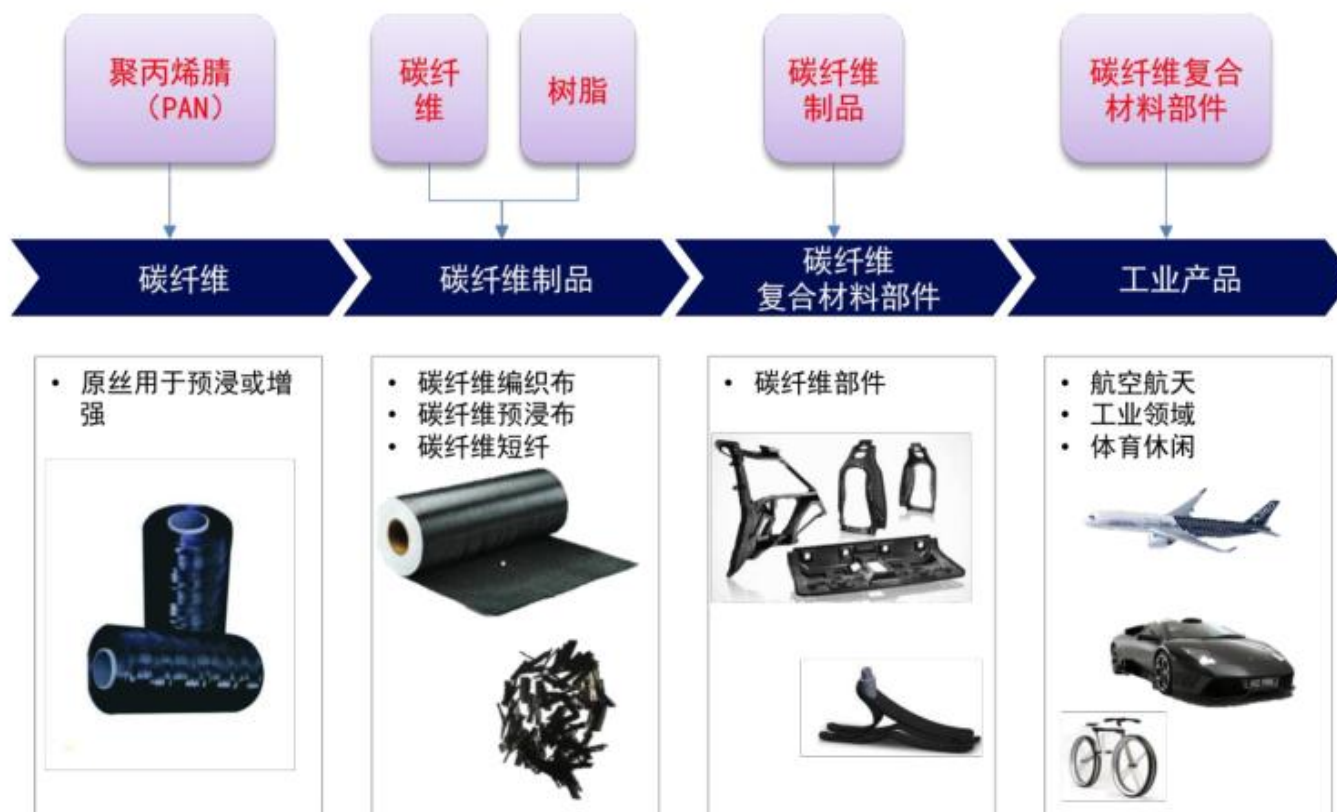 聚丙烯腈
（PAN）
碳纤
维
树脂
碳纤维
制品
碳纤维复合
材料部件
碳纤维
碳纤维制品
碳纤维
复合材料部件
工业产品
• 原丝用于预浸或增
强
• 碳纤维编织布
• 碳纤维预浸布
• 碳纤维短纤
• 碳纤维部件
• 航空航天
• 工业领域
• 体育休闲